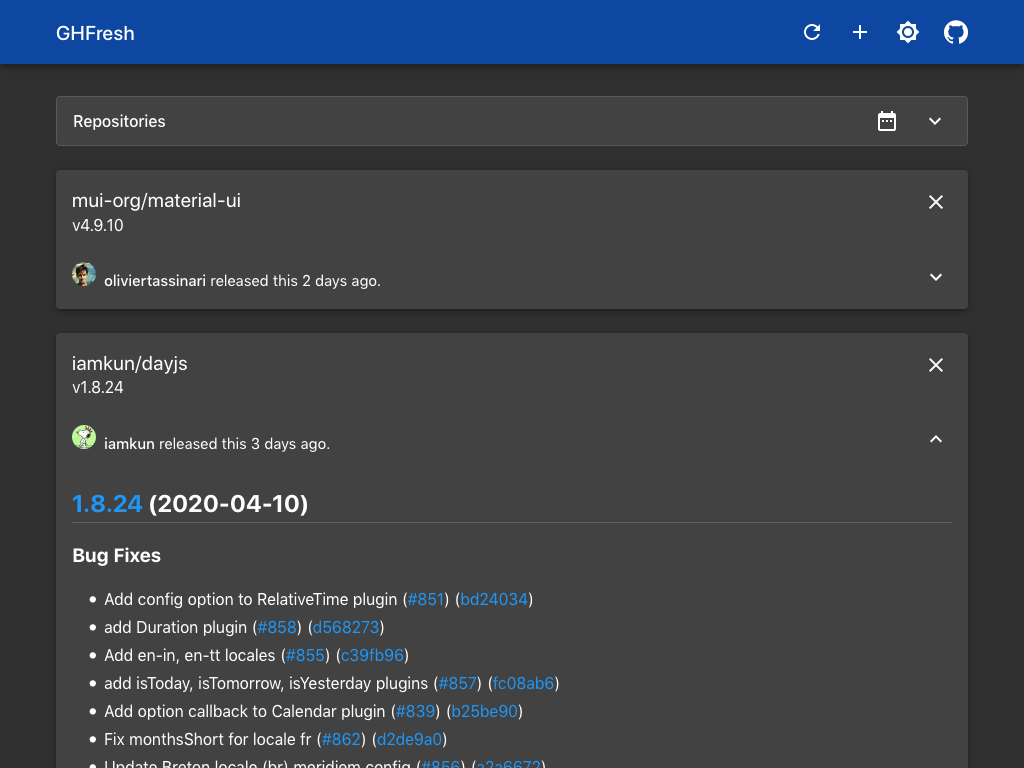 GHFresh
Repositories
mui-org/material-ui
v4.9.10
oliviertassinari released this 2 days ago.
iamkun/dayjs
v1.8.24
iamkun released this 3 days ago.
1.8.24 (2020-04-10)
Bug Fixes
• Add config option to RelativeTime plugin (#851) (bd24034)
• add Duration plugin (#858) (d568273)
• Add en-in, en-tt locales (#855) (c39fb96)
• add isToday, isTomorrow, isYesterday plugins (#857) (fc08ab6)
• Add option callback to Calendar plugin (#839) (b25be90)
• Fix monthsShort for locale fr (#862) (d2de9a0)
• Update Breton locale (br) meridiem config (#856) (a2a6672)